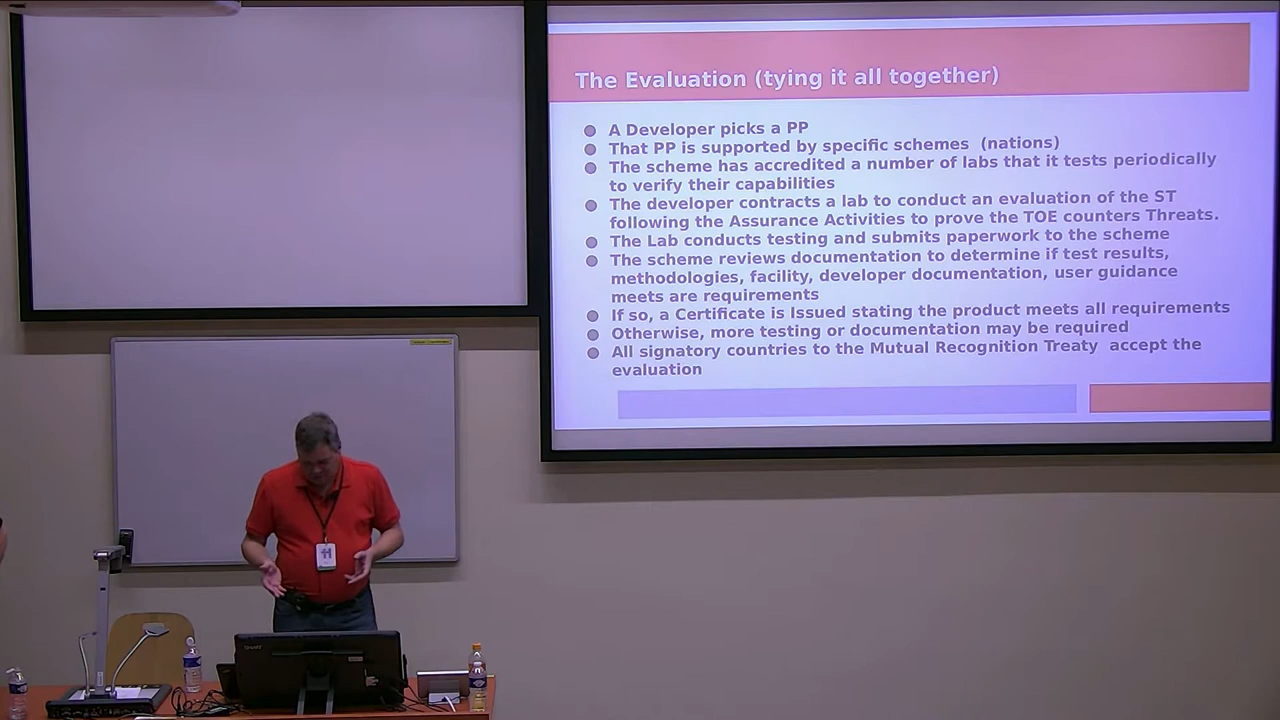 The Evaluation (tying it all together)
A Developer picks a PP
That PP is supported by specific schemes (nations)
The scheme has accredited a number of labs that it tests periodically
to verify their capabilities
The developer contracts a lab to conduct an evaluation of the ST
following the Assurance Activities to prove the TOE counters Threats.
The Lab conducts testing and submits paperwork to the scheme
The scheme reviews documentation to determine if test results,
methodologies, facility, developer documentation, user guidance
meets are requirements
If so, a Certificate is Issued stating the product meets all requirements
Otherwise, more testing or documentation may be required
All signatory countries to the Mutual Recognition Treaty accept the
evaluation